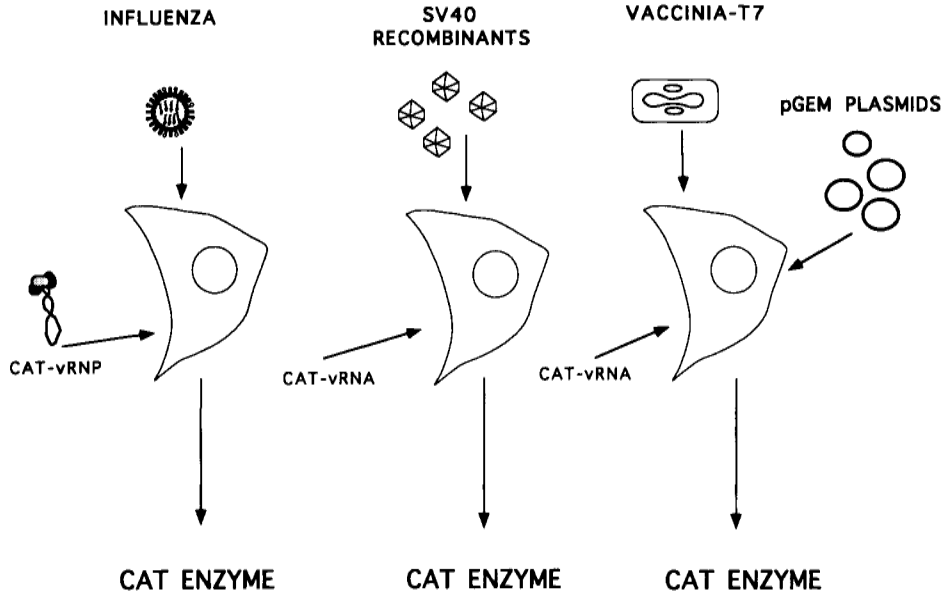 INFLUENZA
SV40
RECOMBINANTS
VACCINIA-T7
pGEM PLASMIDS
CAT-vRNP
CAT-vRNA
CAT-vRNA
CAT ENZYME
CAT ENZYME
CAT ENZYME